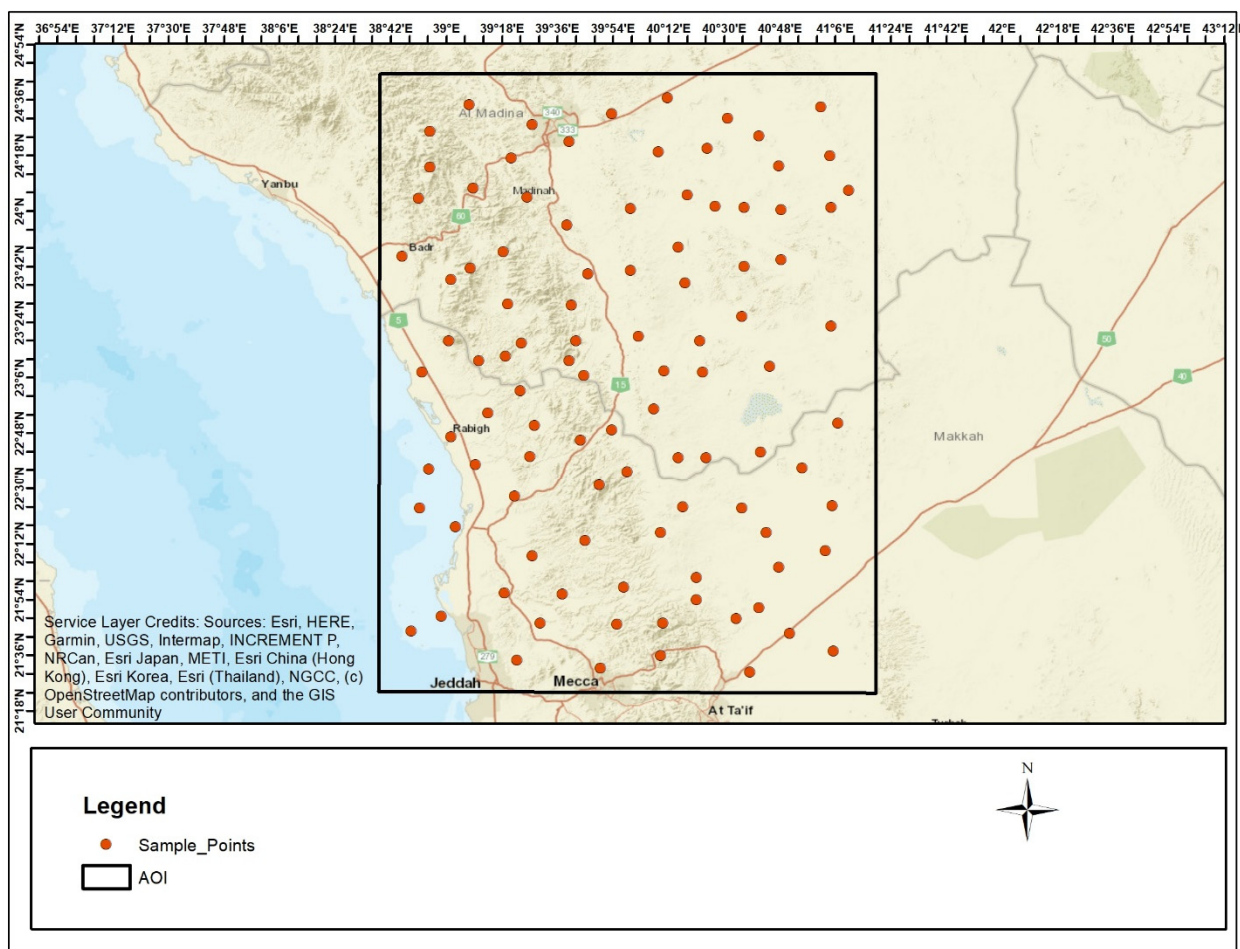 36°54'E 37°12'E 37°30'E 37°48'E 38°6'E 38°24'E 38°42'E 39°E 39°18'E 39°36'E 39°54'E 40°12'E 40°30'E 40°48'E 41°6'E 41°24'E 41°42'E 42°E 42°18'E 42°36'E 42°54'E 43°12'E
24°54'N
24°36'N
24°18'N
24°N
23°42'N
23°24'N
23°6'N
22°48'N
22°30'N
22°12'N
21°54'N
21°36'N
21°18'N
Al Madina
340
333
Yanbu
Madinah
60
Badr
5
50
15
40
Rabigh
Makkah
Service Layer Credits: Sources: Esri, HERE,
Garmin, USGS, Intermap, INCREMENT P,
NRCan, Esri Japan, METI, Esri China (Hong
Kong), Esri Korea, Esri (Thailand), NGCC, (c)
OpenStreetMap contributors, and the GIS
User Community
279
Jeddah
Mecca
At Ta'if
N
Legend
Sample_Points
AOI